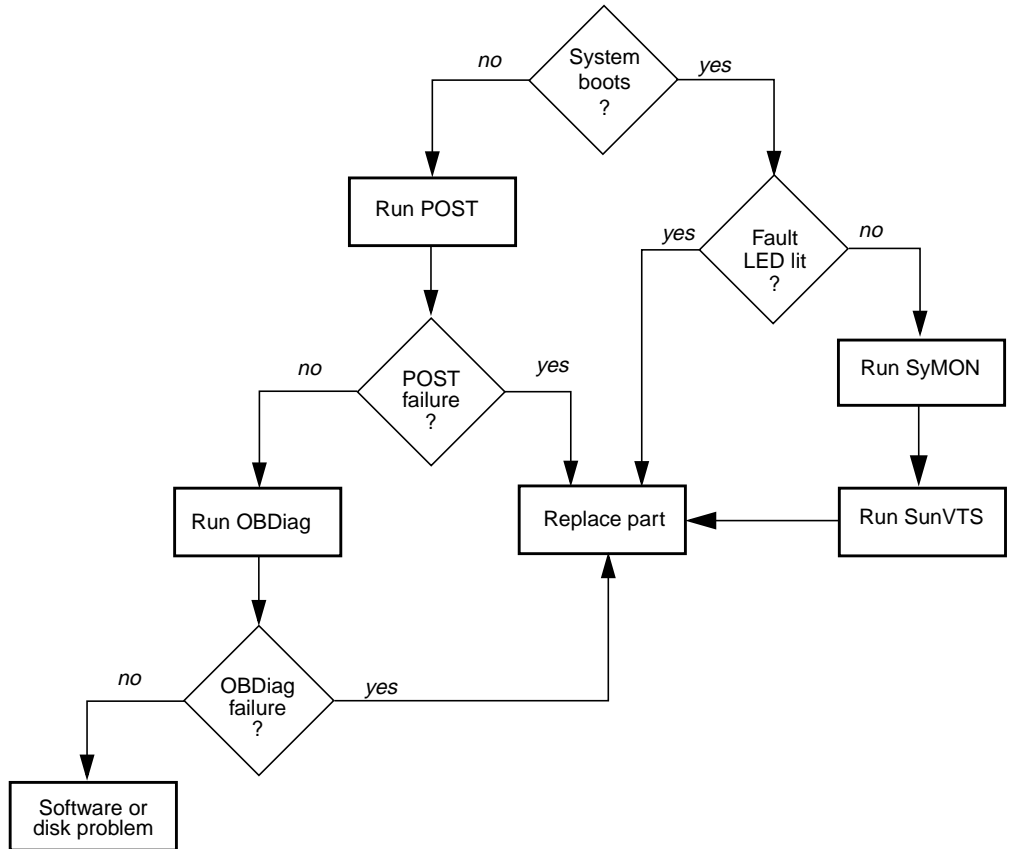 System
boots
?
no
yes
Run POST
Fault
LED lit
?
yes
no
POST
failure
?
no
yes
Run SyMON
Run OBDiag
Replace part
Run SunVTS
OBDiag
failure
?
no
yes
Software or
disk problem